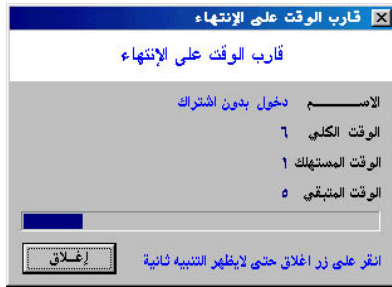 قارب الوقت على الإنتهاء
قارب الوقت على الإنتهاء
الاســـــم دخول بدون اشتراك
الوقت الكلي ٦
الوقت المستهلك ١
الوقت المتبقي ٥
انقر على زر اغلاق حتى لايظهر التنبيه ثانية
إغــلاق